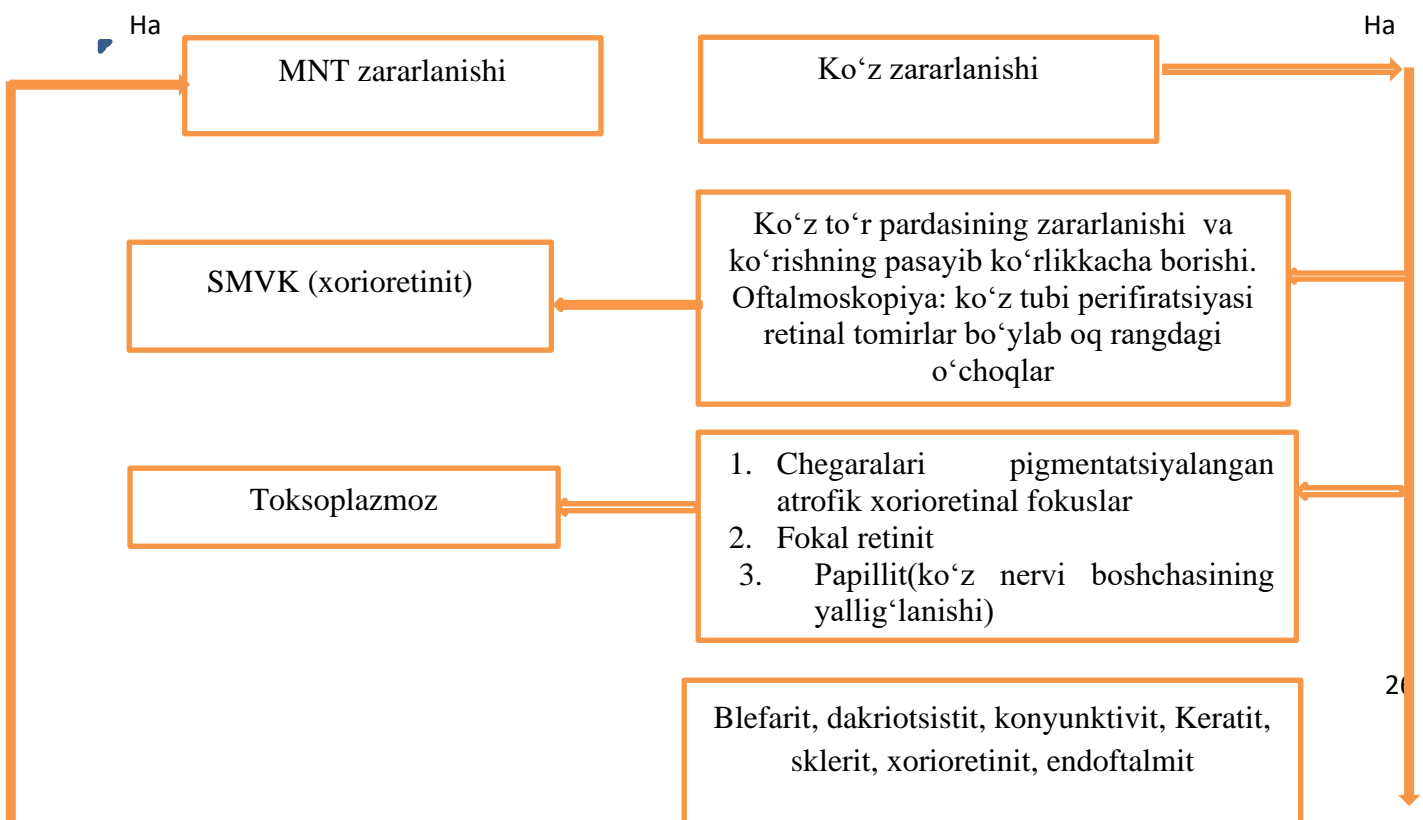 Ha
Ha
MNT zararlanishi
Ko‘z zararlanishi
SMVK (xorioretinit)
Ko‘z to‘r pardasining zararlanishi va
ko‘rishning pasayib ko‘rlikkacha borishi.
Oftalmoskopiya: ko‘z tubi perifiratsiyasi
retinal tomirlar bo‘ylab oq rangdagi
o‘choqlar
Toksoplazmoz
1. Chegaralari pigmentatsiyalangan
atrofik xorioretinal fokuslar
2. Fokal retinit
3. Papillit(ko‘z nervi boshchasining
yallig‘lanishi)
Blefarit, dakriotsistit, konyunktivit, Keratit,
sklerit, xorioretinit, endoftalmit